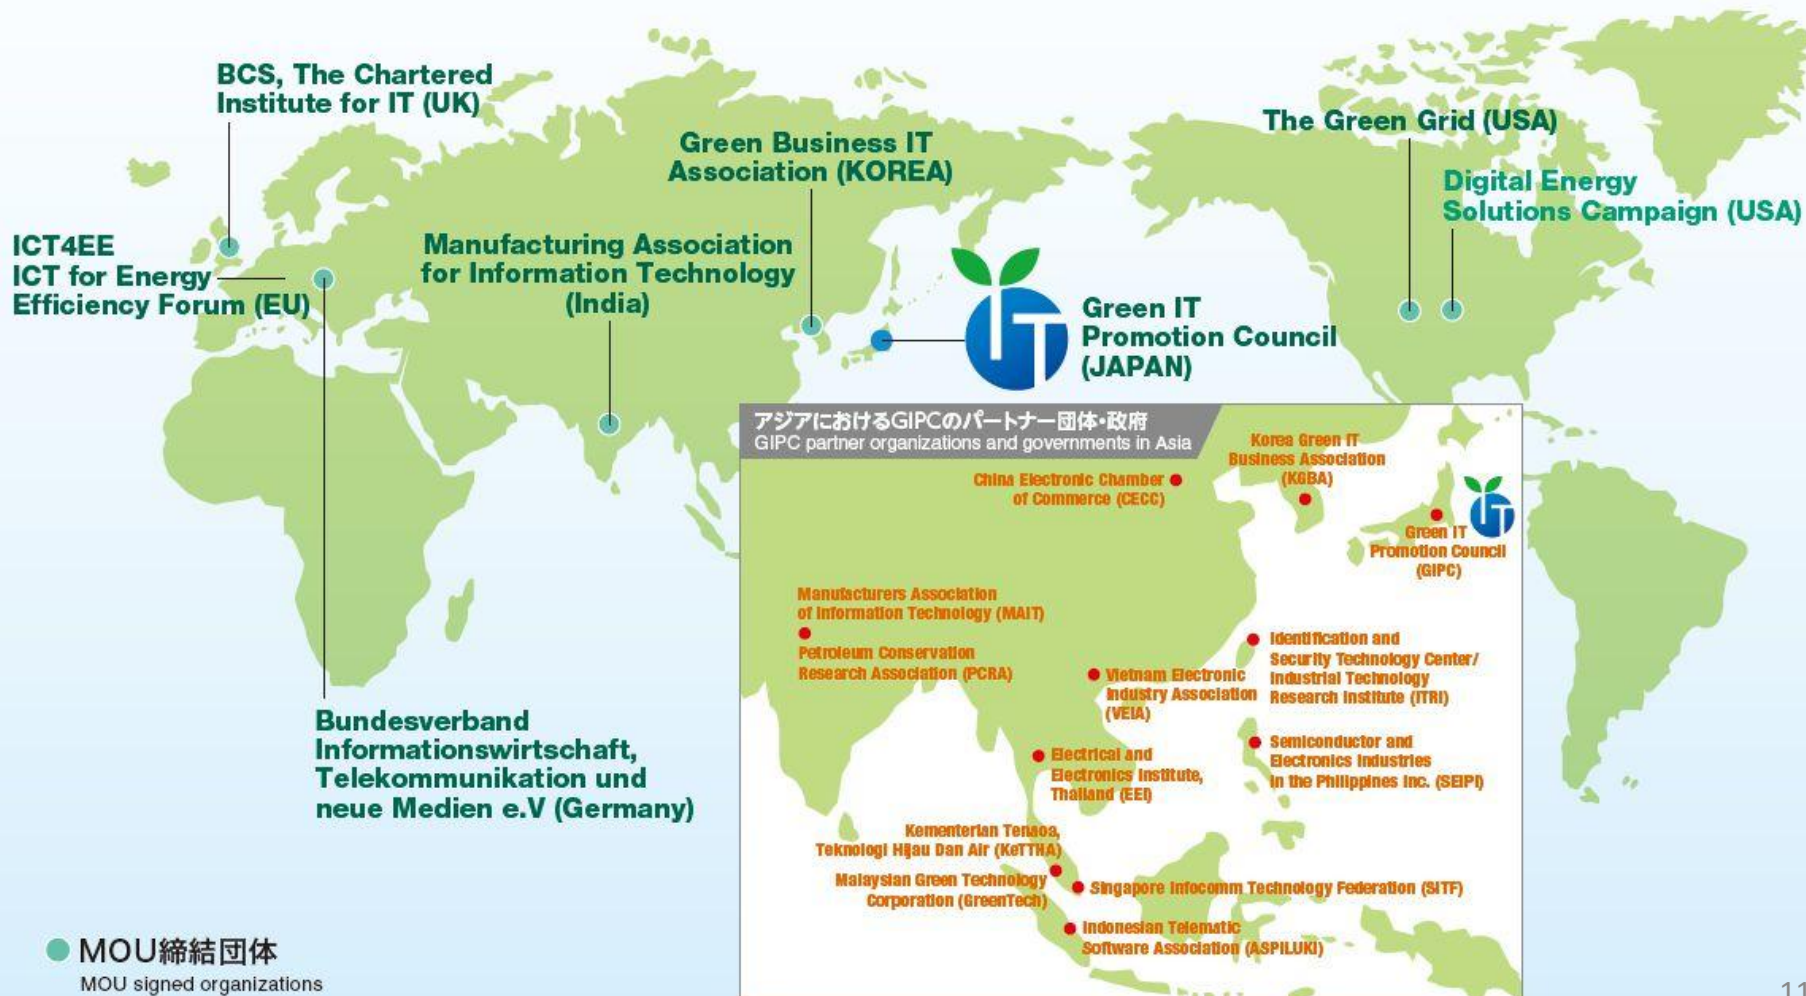 BCS, The Chartered
Institute for IT (UK)
Green Business IT
Association (KOREA)
The Green Grid (USA)
Digital Energy
Solutions Campaign (USA)
ICT4EE
ICT for Energy
Efficiency Forum (EU)
Manufacturing Association
for Information Technology
(India)
IT
Green IT
Promotion Council
(JAPAN)
アジアにおけるGIPCのパートナー団体・政府
GIPC partner organizations and governments in Asia
Korea Green IT
Business Association
(KGBA)
China Electronic Chamber
of Commerce (CECC)
IT
Green IT
Promotion Council
(GIPC)
Manufacturers Association
of Information Technology (MAIT)
Petroleum Conservation
Research Association (PCRA)
Identification and
Security Technology Center/
Industrial Technology
Research Institute (ITRI)
Vietnam Electronic
Industry Association
(VEIA)
Semiconductor and
Electronics Industries
in the Philippines Inc. (SEIPI)
Electrical and
Electronics Institute,
Thailand (EEI)
Kementerian Tenaoa,
Teknologi Hijau Dan Air (KeTTHA)
Malaysian Green Technology
Corporation (GreenTech)
Singapore Infocomm Technology Federation (SITF)
Indonesian Telematic
Software Association (ASPILUKI)
Bundesverband
Informationswirtschaft,
Telekommunikation und
neue Medien e.V (Germany)
MOU締結団体
MOU signed organizations
11